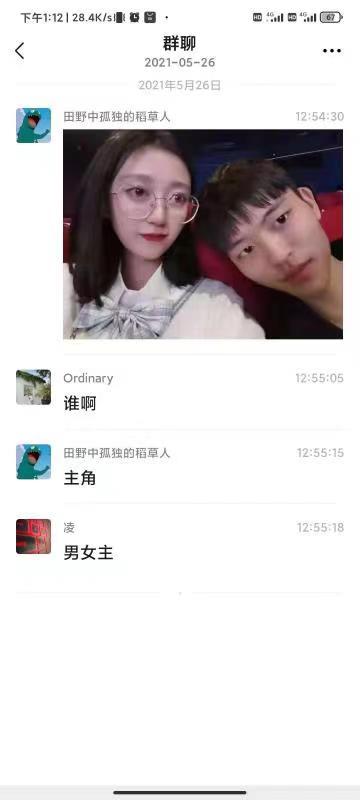 下午1:12 | 28.4K/s
67
群聊
2021-05-26
2021年5月26日
田野中孤独的稻草人 12:54:30
Ordinary 12:55:05
谁啊
田野中孤独的稻草人 12:55:15
主角
凌 12:55:18
男女主